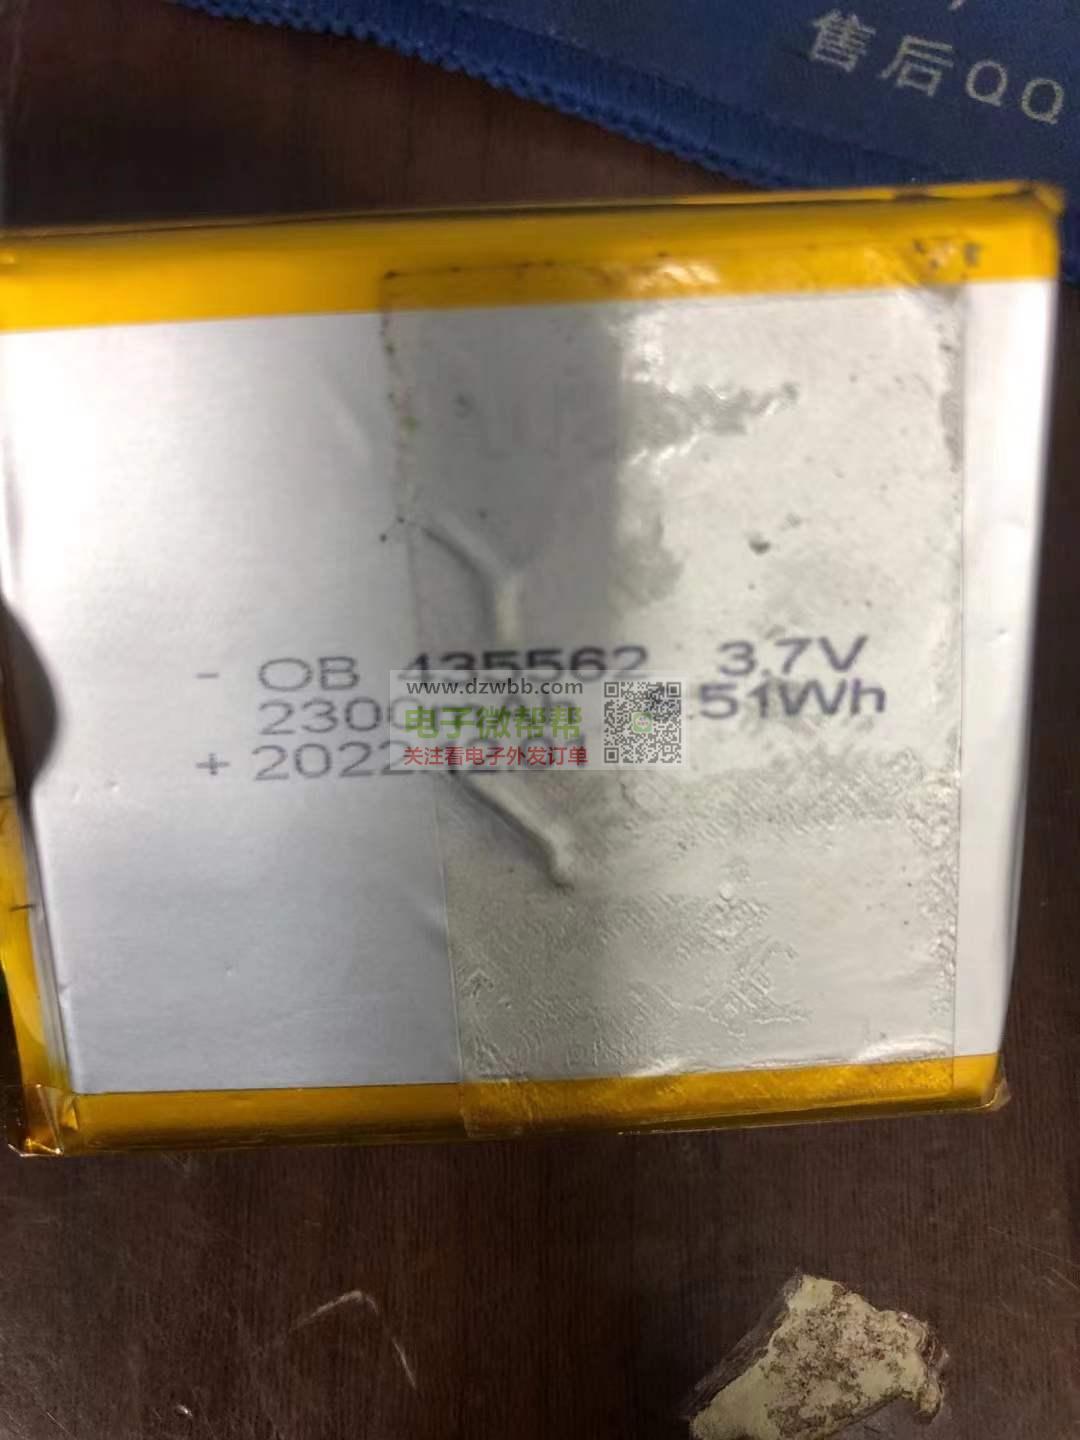 售后QQ
- OB 435562 3.7V
2300 .51Wh
+ 2022
www.dzwbb.com
电子微帮帮
关注看电子外发订单